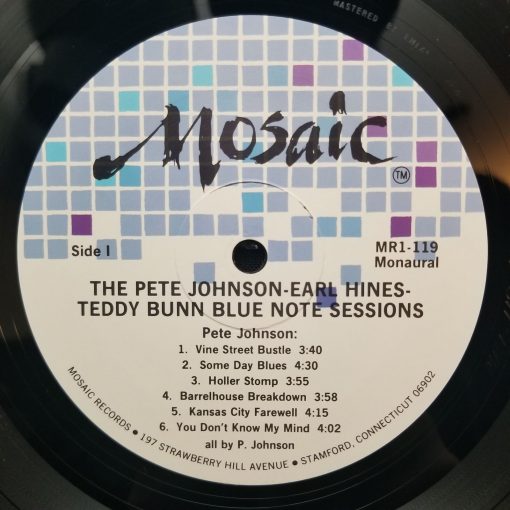 MASTERED BY
Mosaic
TM
Side I
MR1-119
Monaural
THE PETE JOHNSON-EARL HINES-
TEDDY BUNN BLUE NOTE SESSIONS
Pete Johnson:
1. Vine Street Bustle 3:40
2. Some Day Blues 4:30
3. Holler Stomp 3:55
4. Barrelhouse Breakdown 3:58
5. Kansas City Farewell 4:15
6. You Don't Know My Mind 4:02
all by P. Johnson
MOSAIC RECORDS • 197 STRAWBERRY HILL AVENUE • STAMFORD, CONNECTICUT 06902